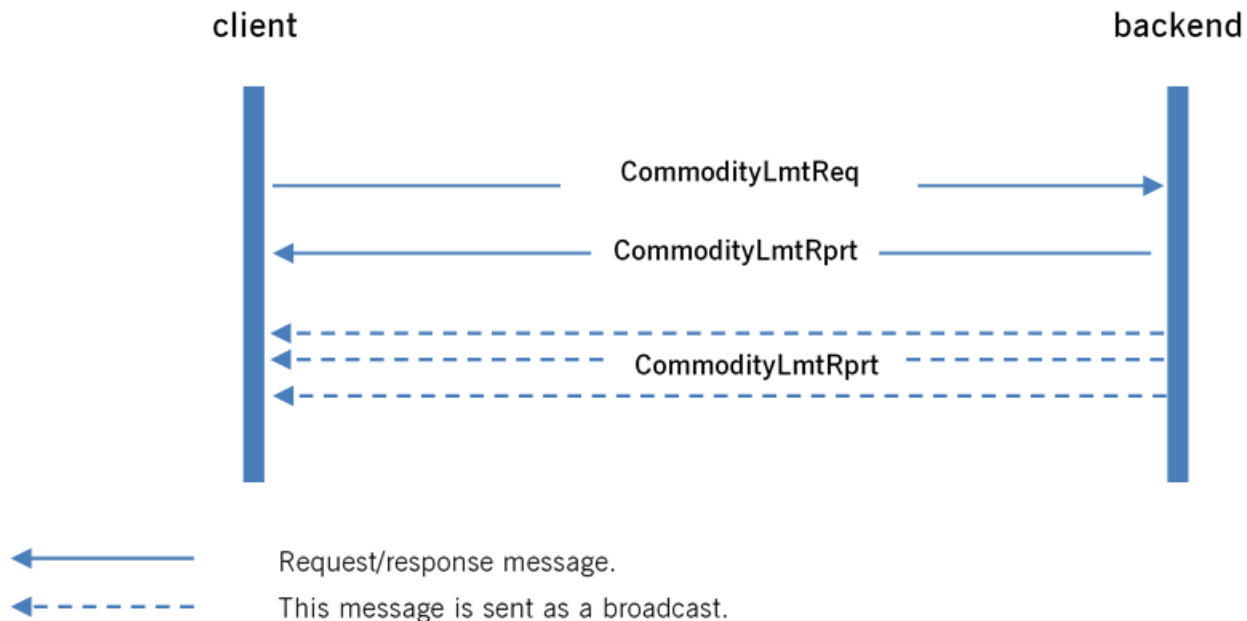 client
backend
CommodityLmtReq
CommodityLmtRprt
CommodityLmtRprt
Request/response message.
This message is sent as a broadcast.